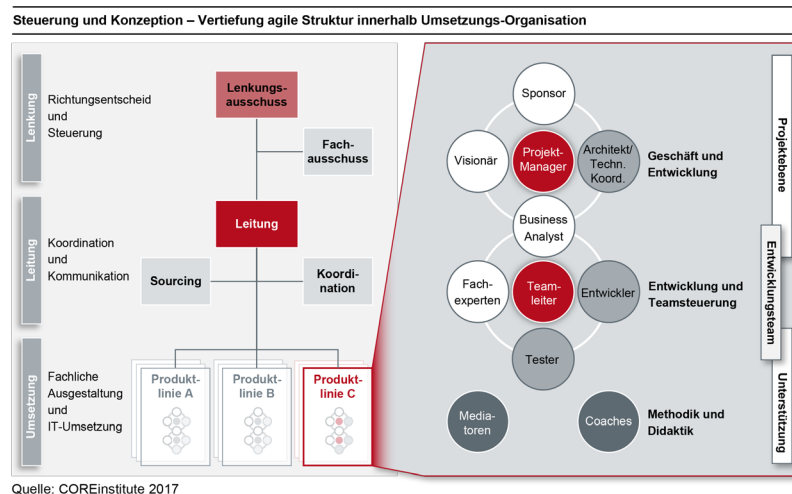 Steuerung und Konzeption – Vertiefung agile Struktur innerhalb Umsetzungs-Organisation
Lenkung
Richtungsentscheid
und
Steuerung
Lenkungs-
ausschuss
Fach-
ausschuss
Leitung
Koordination
und
Kommunikation
Leitung
Sourcing
Koordi-
nation
Umsetzung
Fachliche
Ausgestaltung
und
IT-Umsetzung
Produkt-
linie A
Produkt-
linie B
Produkt-
linie C
Sponsor
Visionär
Projekt-
Manager
Architekt/
Techn.
Koord.
Geschäft und
Entwicklung
Business
Analyst
Fach-
experten
Team-
leiter
Entwickler
Entwicklung und
Teamsteuerung
Tester
Media-
toren
Coaches
Methodik und
Didaktik
Projektebene
Entwicklungsteam
Unterstützung
Quelle: COREinstitute 2017